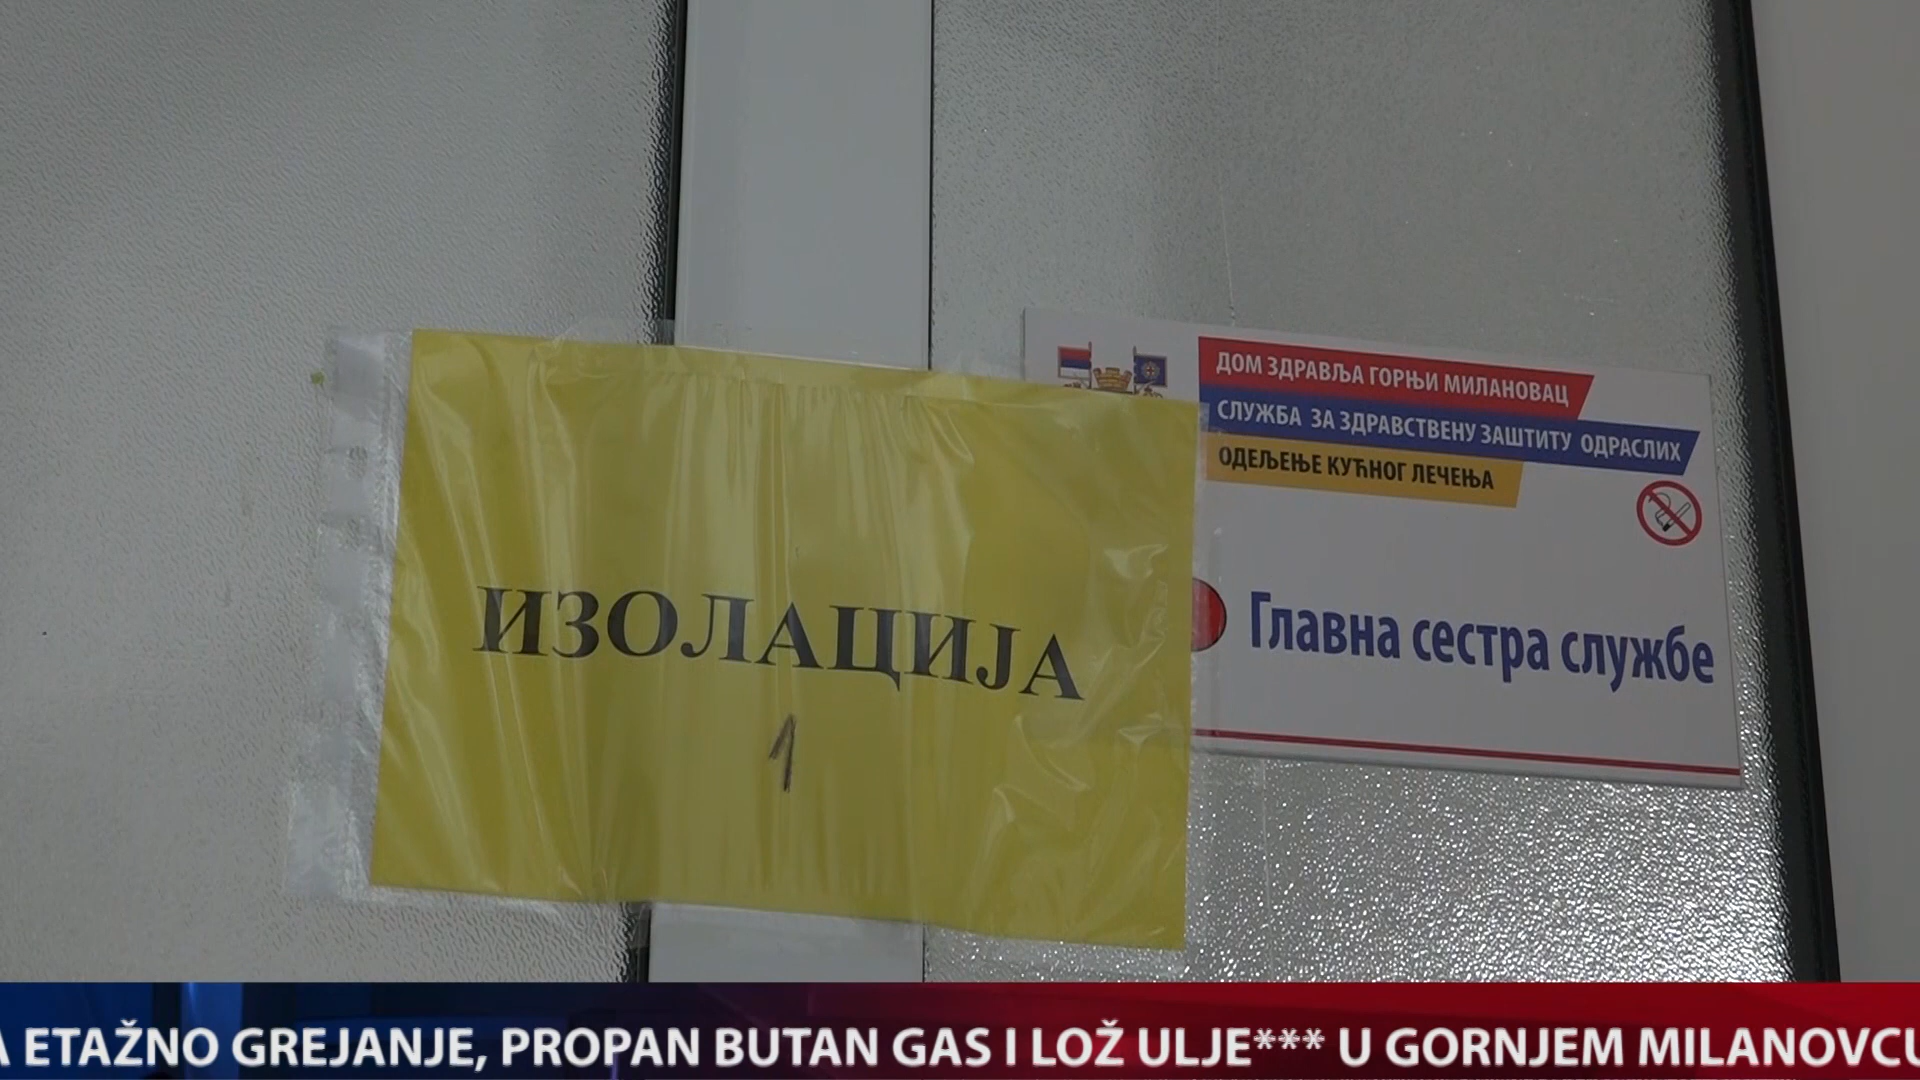 ДОМ ЗДРАВЉА ГОРЊИ МИЛАНОВАЦ
СЛУЖБА ЗА ЗДРАВСТВЕНУ ЗАШТИТУ ОДРАСЛИХ
ОДЕЉЕЊЕ КУЋНОГ ЛЕЧЕЊА
ИЗОЛАЦИЈА
1
Главна сестра службе
A ETAŽNO GREJANJE, PROPAN BUTAN GAS I LOŽ ULJE*** U GORNJEM MILANOVCU